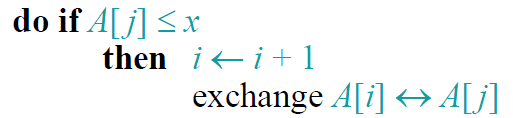 do if A[j] ≤ x
then i ← i + 1
exchange A[i] ↔ A[j]